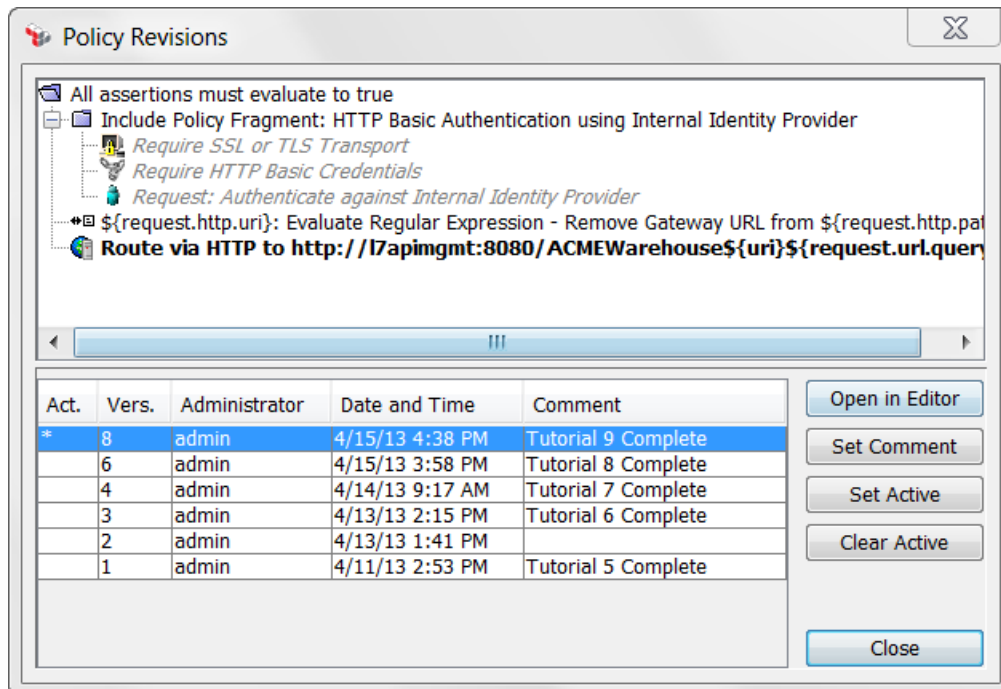 Policy Revisions
All assertions must evaluate to true
Include Policy Fragment: HTTP Basic Authentication using Internal Identity Provider
Require SSL or TLS Transport
Require HTTP Basic Credentials
Request: Authenticate against Internal Identity Provider
${request.http.uri}: Evaluate Regular Expression - Remove Gateway URL from ${request.http.pat
Route via HTTP to http://l7apimgmt:8080/ACMEWarehouse${uri}${request.url.query
Act. Vers. Administrator Date and Time Comment
* 8 admin 4/15/13 4:38 PM Tutorial 9 Complete
6 admin 4/15/13 3:58 PM Tutorial 8 Complete
4 admin 4/14/13 9:17 AM Tutorial 7 Complete
3 admin 4/13/13 2:15 PM Tutorial 6 Complete
2 admin 4/13/13 1:41 PM
1 admin 4/11/13 2:53 PM Tutorial 5 Complete
Open in Editor
Set Comment
Set Active
Clear Active
Close